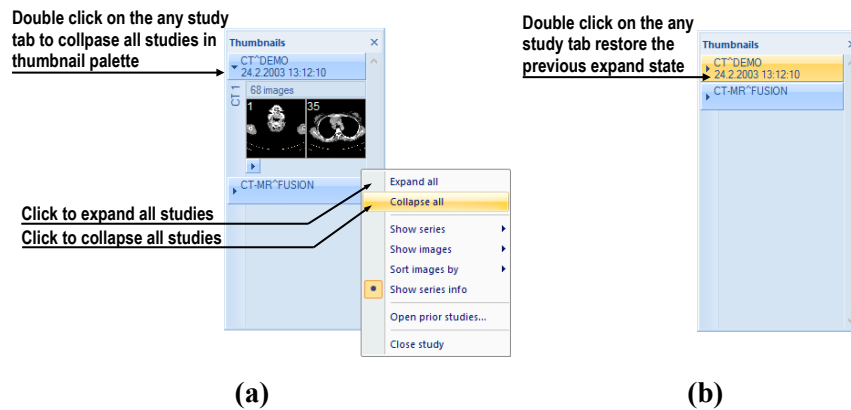 Double click on the any study
tab to collpase all studies in
thumbnail palette
Thumbnails
CT^DEMO
24.2.2003 13:12:10
CT 1
68 images
1
35
CT-MR^FUSION
Click to expand all studies
Click to collapse all studies
Expand all
Collapse all
Show series
Show images
Sort images by
Show series info
Open prior studies...
Close study
(a)
Double click on the any
study tab restore the
previous expand state
Thumbnails
CT^DEMO
24.2.2003 13:12:10
CT-MR^FUSION
(b)